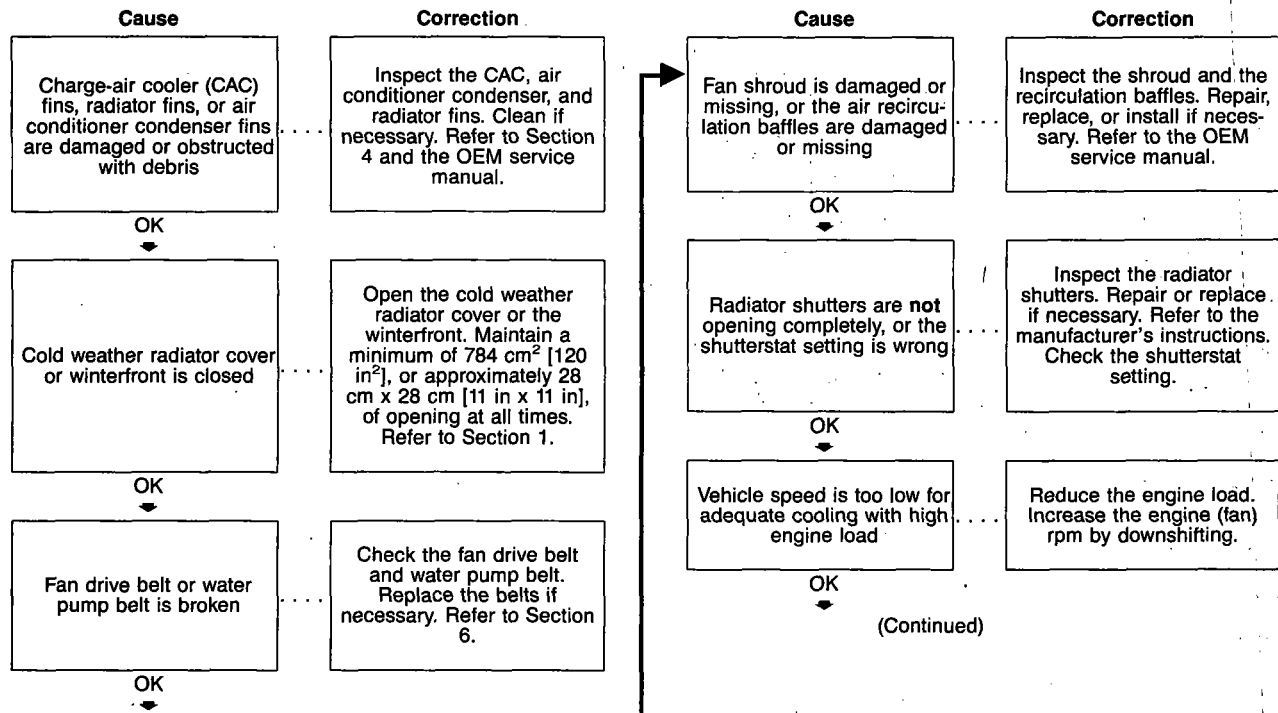 Cause
Correction
Charge-air cooler (CAC)
fins, radiator fins, or air
conditioner condenser fins
are damaged or obstructed
with debris
Inspect the CAC, air
conditioner condenser, and
radiator fins. Clean if
necessary. Refer to Section
4 and the OEM service
manual.
OK
Cold weather radiator cover
or winterfront is closed
Open the cold weather
radiator cover or the
winterfront. Maintain a
minimum of 784 cm² [120
in²], or approximately 28
cm x 28 cm [11 in x 11 in],
of opening at all times.
Refer to Section 1.
OK
Fan drive belt or water
pump belt is broken
Check the fan drive belt
and water pump belt.
Replace the belts if
necessary. Refer to Section
6.
OK
Cause
Correction
Fan shroud is damaged or
missing, or the air recircu-
lation baffles are damaged
or missing
Inspect the shroud and the
recirculation baffles. Repair,
replace, or install if neces-
sary. Refer to the OEM
service manual.
OK
Radiator shutters are not
opening completely, or the
shutterstat setting is wrong
Inspect the radiator
shutters. Repair or replace
if necessary. Refer to the
manufacturer's instructions.
Check the shutterstat
setting.
OK
Vehicle speed is too low for
adequate cooling with high
engine load
Reduce the engine load.
Increase the engine (fan)
rpm by downshifting.
OK
(Continued)